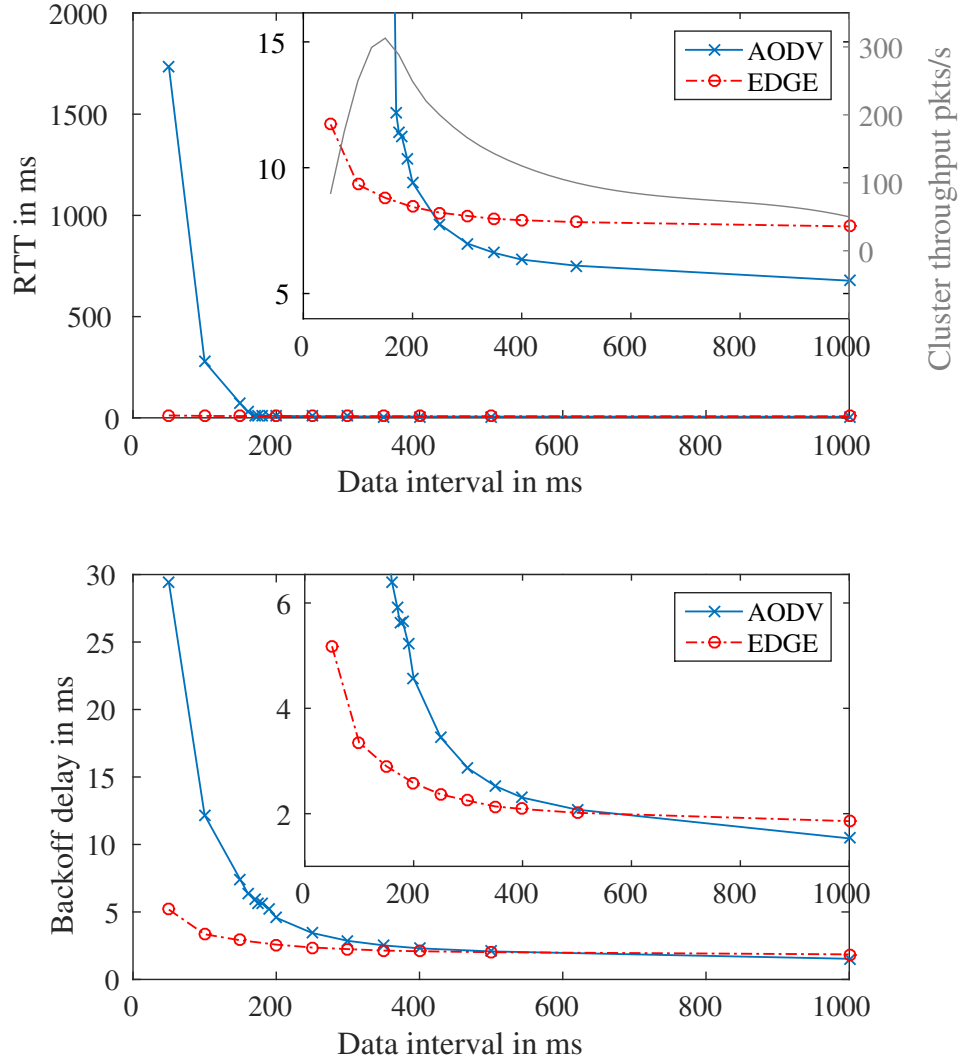 2000
1500
1000
500
0
RTT in ms
15
10
5
AODV
EDGE
300
200
100
0
Cluster throughput pkts/s
0 200 400 600 800 1000
0 200 400 600 800 1000
Data interval in ms
30
25
20
15
10
5
0
Backoff delay in ms
6
4
2
AODV
EDGE
0 200 400 600 800 1000
0 200 400 600 800 1000
Data interval in ms